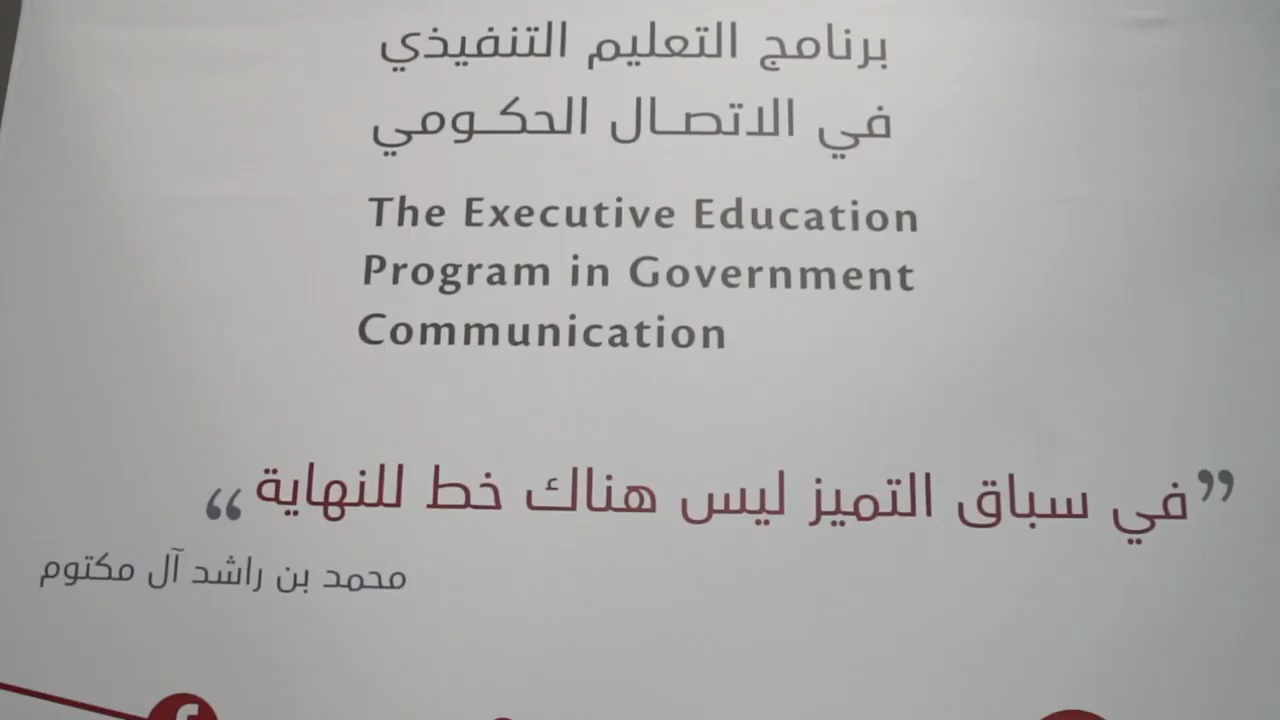 برنامج التعليم التنفيذي
في الاتصال الحكومي
The Executive Education
Program in Government
Communication
”في سباق التميز ليس هناك خط للنهاية“
محمد بن راشد آل مكتوم